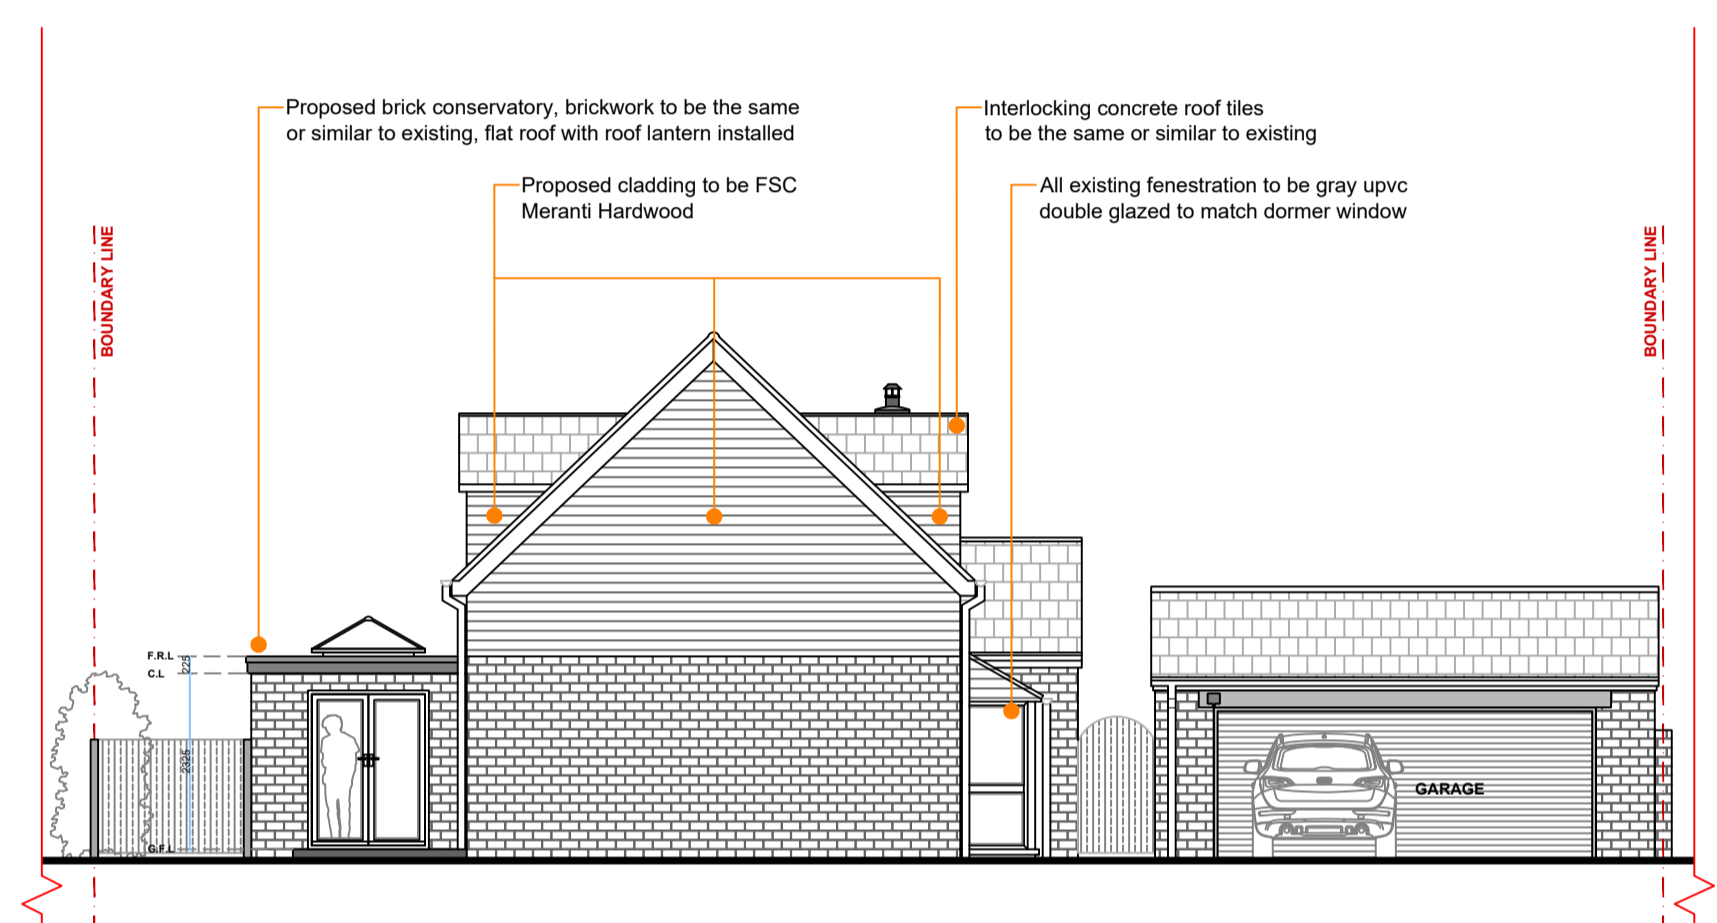 Proposed brick conservatory, brickwork to be the same
or similar to existing, flat roof with roof lantern installed
Interlocking concrete roof tiles
to be the same or similar to existing
Proposed cladding to be FSC
Meranti Hardwood
All existing fenestration to be gray upvc
double glazed to match dormer window
BOUNDARY LINE
BOUNDARY LINE
F.R.L
225
C.L
2325
G.F.L
GARAGE